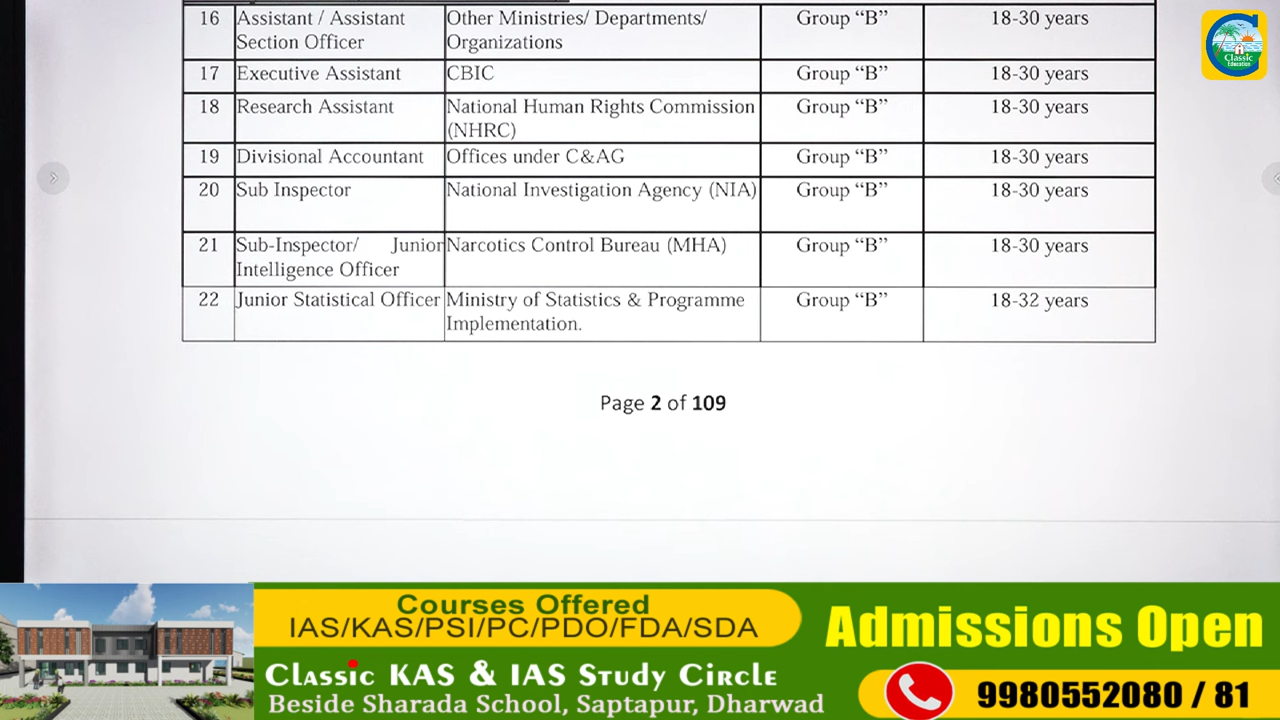 16 Assistant / Assistant Other Ministries/ Departments/ Group “B” 18-30 years
Section Officer Organizations
17 Executive Assistant CBIC Group “B” 18-30 years
18 Research Assistant National Human Rights Commission Group “B” 18-30 years
(NHRC)
19 Divisional Accountant Offices under C&AG Group “B” 18-30 years
20 Sub Inspector National Investigation Agency (NIA) Group “B” 18-30 years
21 Sub-Inspector/ Junior Narcotics Control Bureau (MHA) Group “B” 18-30 years
Intelligence Officer
22 Junior Statistical Officer Ministry of Statistics & Programme Group “B” 18-32 years
Implementation.
Page 2 of 109
Classic
Education
Courses Offered
IAS/KAS/PSI/PC/PDO/FDA/SDA
Admissions Open
Classic KAS & IAS Study Circle
Beside Sharada School, Saptapur, Dharwad
9980552080 / 81